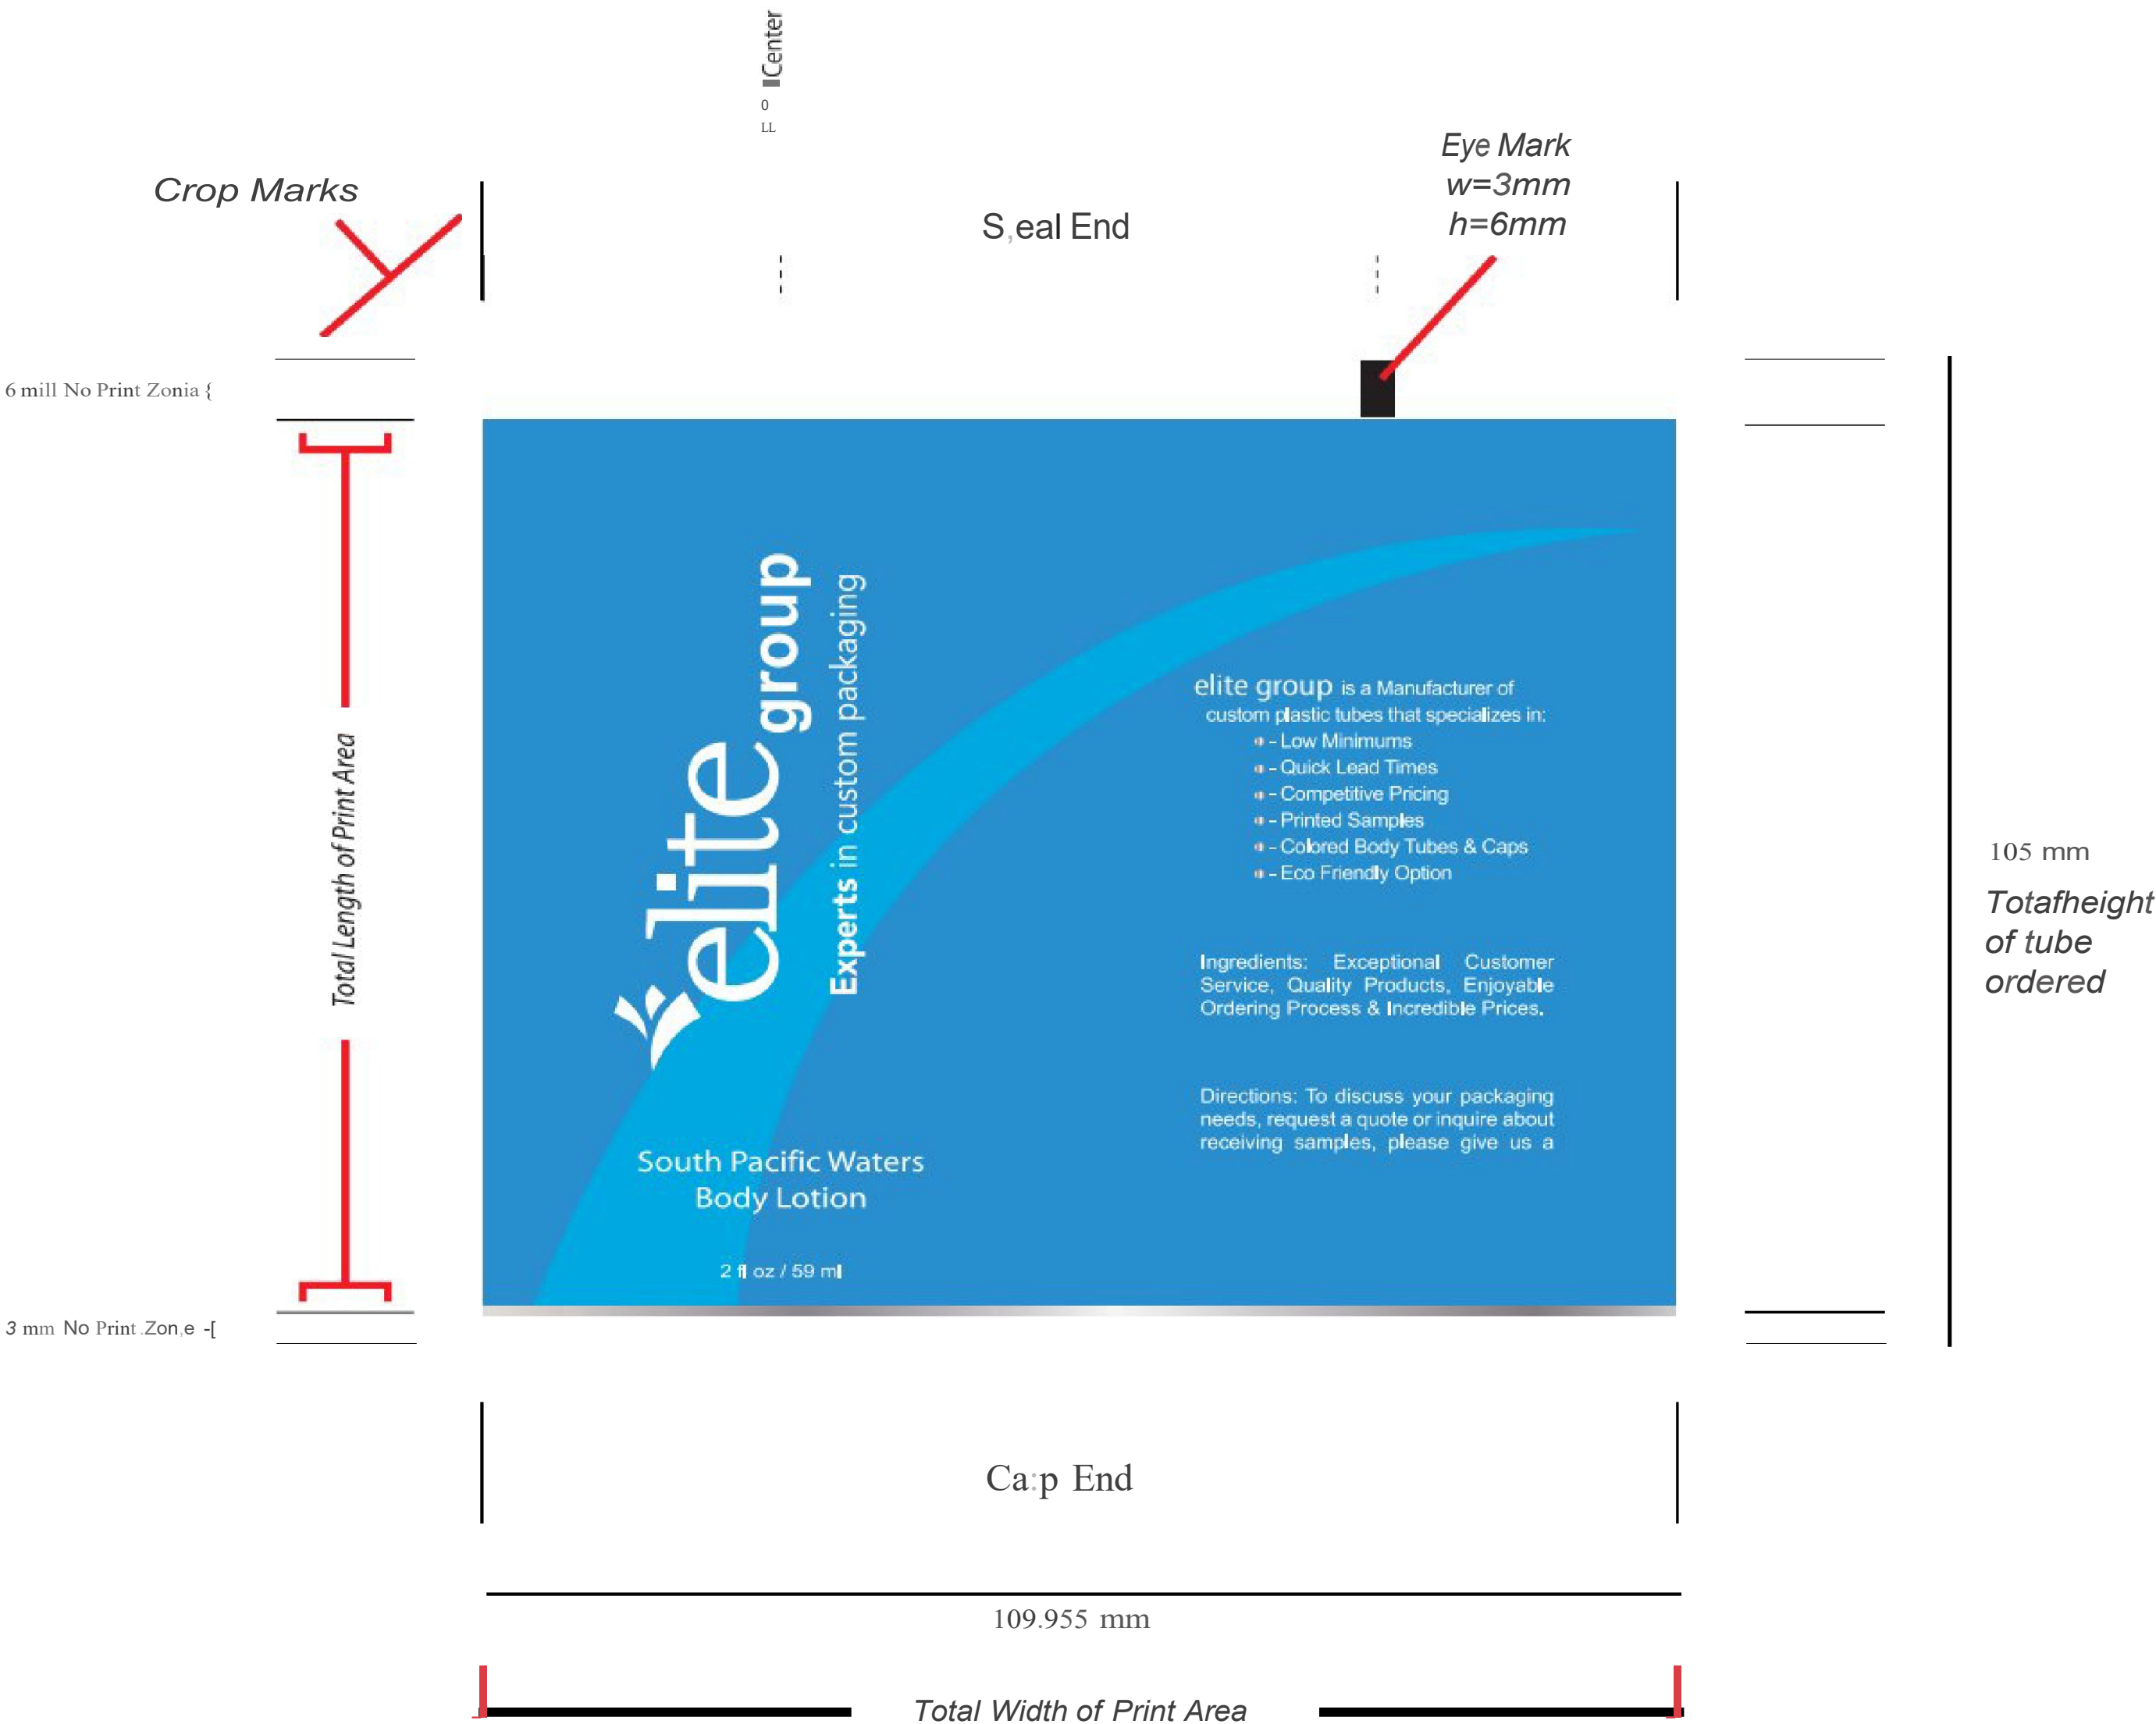 Center
0
LL
Eye Mark
w=3mm
h=6mm
Crop Marks
S,eal End
6 mill No Print Zonia {
Total Length of Print Area
elite group
Experts in custom packaging
elite group is a Manufacturer of
custom plastic tubes that specializes in:
- Low Minimums
- Quick Lead Times
- Competitive Pricing
- Printed Samples
- Colored Body Tubes & Caps
- Eco Friendly Option
Ingredients: Exceptional Customer
Service, Quality Products, Enjoyable
Ordering Process & Incredible Prices.
Directions: To discuss your packaging
needs, request a quote or inquire about
receiving samples, please give us a
South Pacific Waters
Body Lotion
2 fl oz / 59 ml
105 mm
Totafheight
of tube
ordered
3 mm No Print .Zon,e -[
Ca:p End
109.955 mm
Total Width of Print Area